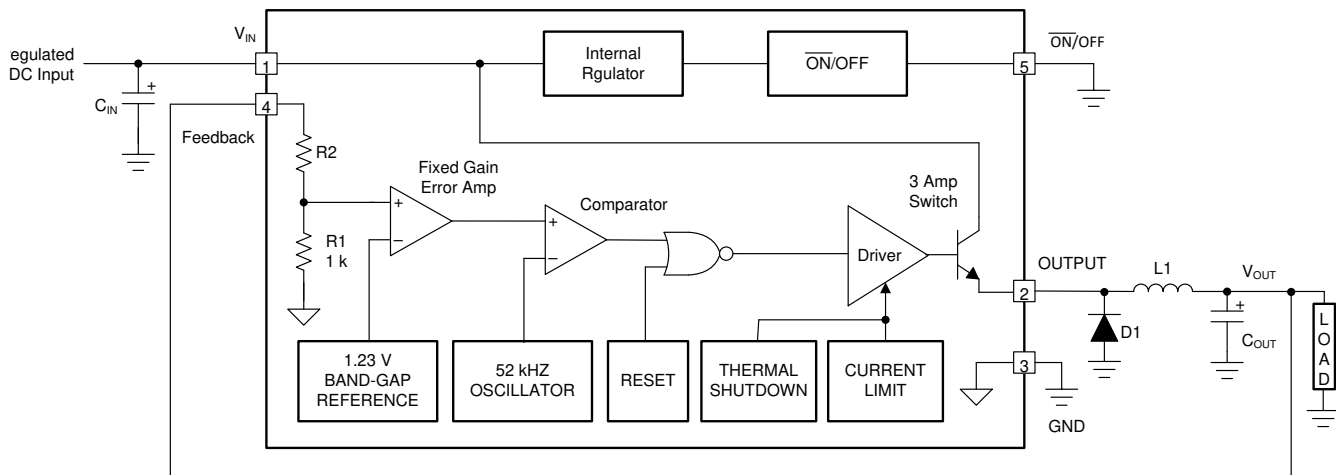 egulated
DC Input
C_IN
+
V_IN
1
4
Feedback
R2
R1
1 k
Fixed Gain
Error Amp
+
−
Comparator
+
−
Internal
Rgulator
O̅N̅/OFF
5
O̅N̅/OFF
3 Amp
Switch
Driver
1.23 V
BAND-GAP
REFERENCE
52 kHZ
OSCILLATOR
RESET
THERMAL
SHUTDOWN
CURRENT
LIMIT
2
OUTPUT
3
GND
D1
L1
V_OUT
+
C_OUT
LOAD